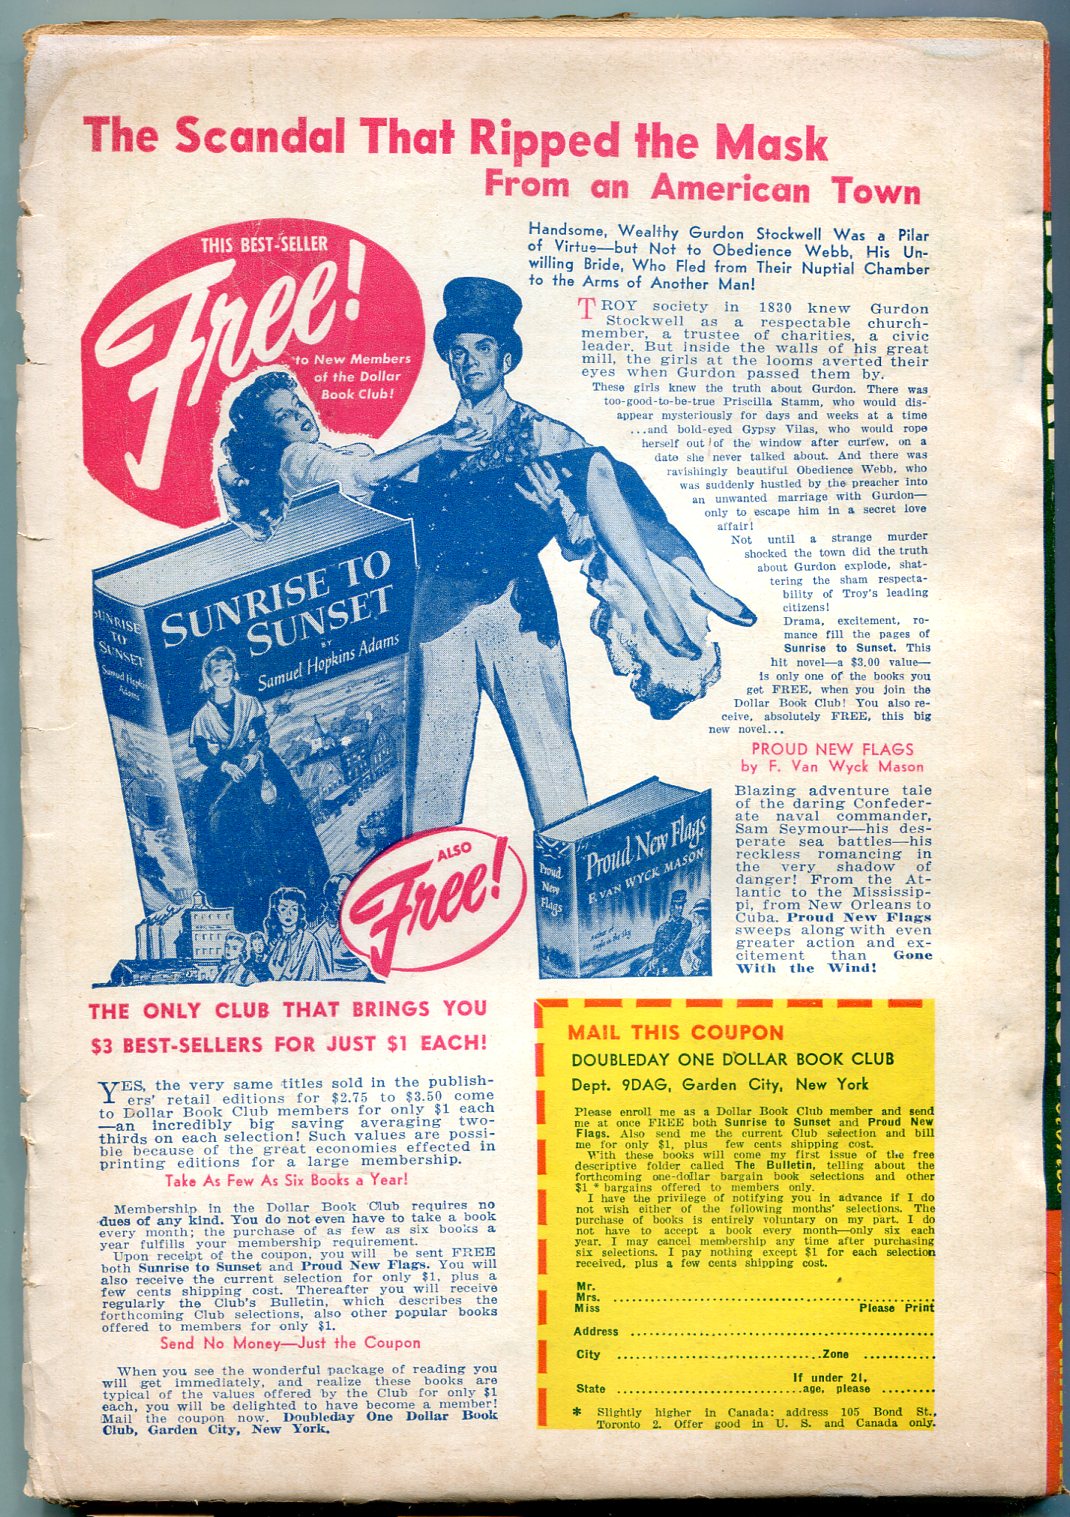 The Scandal That Ripped the Mask
From an American Town
THIS BEST-SELLER
Free!
to New Members
of the Dollar
Book Club!
Handsome, Wealthy Gurdon Stockwell Was a Pilar
of Virtue—but Not to Obedience Webb, His Un-
willing Bride, Who Fled from Their Nuptial Chamber
to the Arms of Another Man!
TROY society in 1830 knew Gurdon
Stockwell as a respectable church-
member, a trustee of charities, a civic
leader. But inside the walls of his great
mill, the girls at the looms averted their
eyes when Gurdon passed them by.
These girls knew the truth about Gurdon. There was
too-good-to-be-true Priscilla Stamm, who would dis-
appear mysteriously for days and weeks at a time
...and bold-eyed Gypsy Vilas, who would rope
herself out of the window after curfew, on a
date she never talked about. And there was
ravishingly beautiful Obedience Webb, who
was suddenly hustled by the preacher into
an unwanted marriage with Gurdon—
only to escape him in a secret love
affair!
Not until a strange murder
shocked the town did the truth
about Gurdon explode, shat-
tering the sham respecta-
bility of Troy's leading
citizens!
Drama, excitement, ro-
mance fill the pages of
Sunrise to Sunset. This
hit novel—a $3.00 value—
is only one of the books you
get FREE, when you join the
Dollar Book Club! You also re-
ceive, absolutely FREE, this big
new novel...
PROUD NEW FLAGS
by F. Van Wyck Mason
Blazing adventure tale
of the daring Confeder-
ate naval commander,
Sam Seymour—his des-
perate sea battles—his
reckless romancing in
the very shadow of
danger! From the At-
lantic to the Mississip-
pi, from New Orleans to
Cuba. Proud New Flags
sweeps along with even
greater action and ex-
citement than Gone
With the Wind!
SUNRISE TO
SUNSET
BY
Samuel Hopkins Adams
SUNRISE
TO
SUNSET
Samuel Hopkins
Adams
ALSO
Free!
Proud New Flags
F. VAN WYCK MASON
Proud
New
Flags
THE ONLY CLUB THAT BRINGS YOU
$3 BEST-SELLERS FOR JUST $1 EACH!
YES, the very same titles sold in the publish-
ers' retail editions for $2.75 to $3.50 come
to Dollar Book Club members for only $1 each
—an incredibly big saving averaging two-
thirds on each selection! Such values are possi-
ble because of the great economies effected in
printing editions for a large membership.
Take As Few As Six Books a Year!
Membership in the Dollar Book Club requires no
dues of any kind. You do not even have to take a book
every month; the purchase of as few as six books a
year fulfills your membership requirement.
Upon receipt of the coupon, you will be sent FREE
both Sunrise to Sunset and Proud New Flags. You will
also receive the current selection for only $1, plus a
few cents shipping cost. Thereafter you will receive
regularly the Club's Bulletin, which describes the
forthcoming Club selections, also other popular books
offered to members for only $1.
Send No Money—Just the Coupon
When you see the wonderful package of reading you
will get immediately, and realize these books are
typical of the values offered by the Club for only $1
each, you will be delighted to have become a member!
Mail the coupon now. Doubleday One Dollar Book
Club, Garden City, New York.
MAIL THIS COUPON
DOUBLEDAY ONE DOLLAR BOOK CLUB
Dept. 9DAG, Garden City, New York
Please enroll me as a Dollar Book Club member and send
me at once FREE both Sunrise to Sunset and Proud New
Flags. Also send me the current Club selection and bill
me for only $1, plus few cents shipping cost.
With these books will come my first issue of the free
descriptive folder called The Bulletin, telling about the
forthcoming one-dollar bargain book selections and other
$1 * bargains offered to members only.
I have the privilege of notifying you in advance if I do
not wish either of the following months' selections. The
purchase of books is entirely voluntary on my part. I do
not have to accept a book every month—only six each
year. I may cancel membership any time after purchasing
six selections. I pay nothing except $1 for each selection
received, plus a few cents shipping cost.
Mr.
Mrs.
Miss Please Print
Address
City Zone
If under 21,
State age, please
* Slightly higher in Canada: address 105 Bond St.,
Toronto 2. Offer good in U. S. and Canada only.